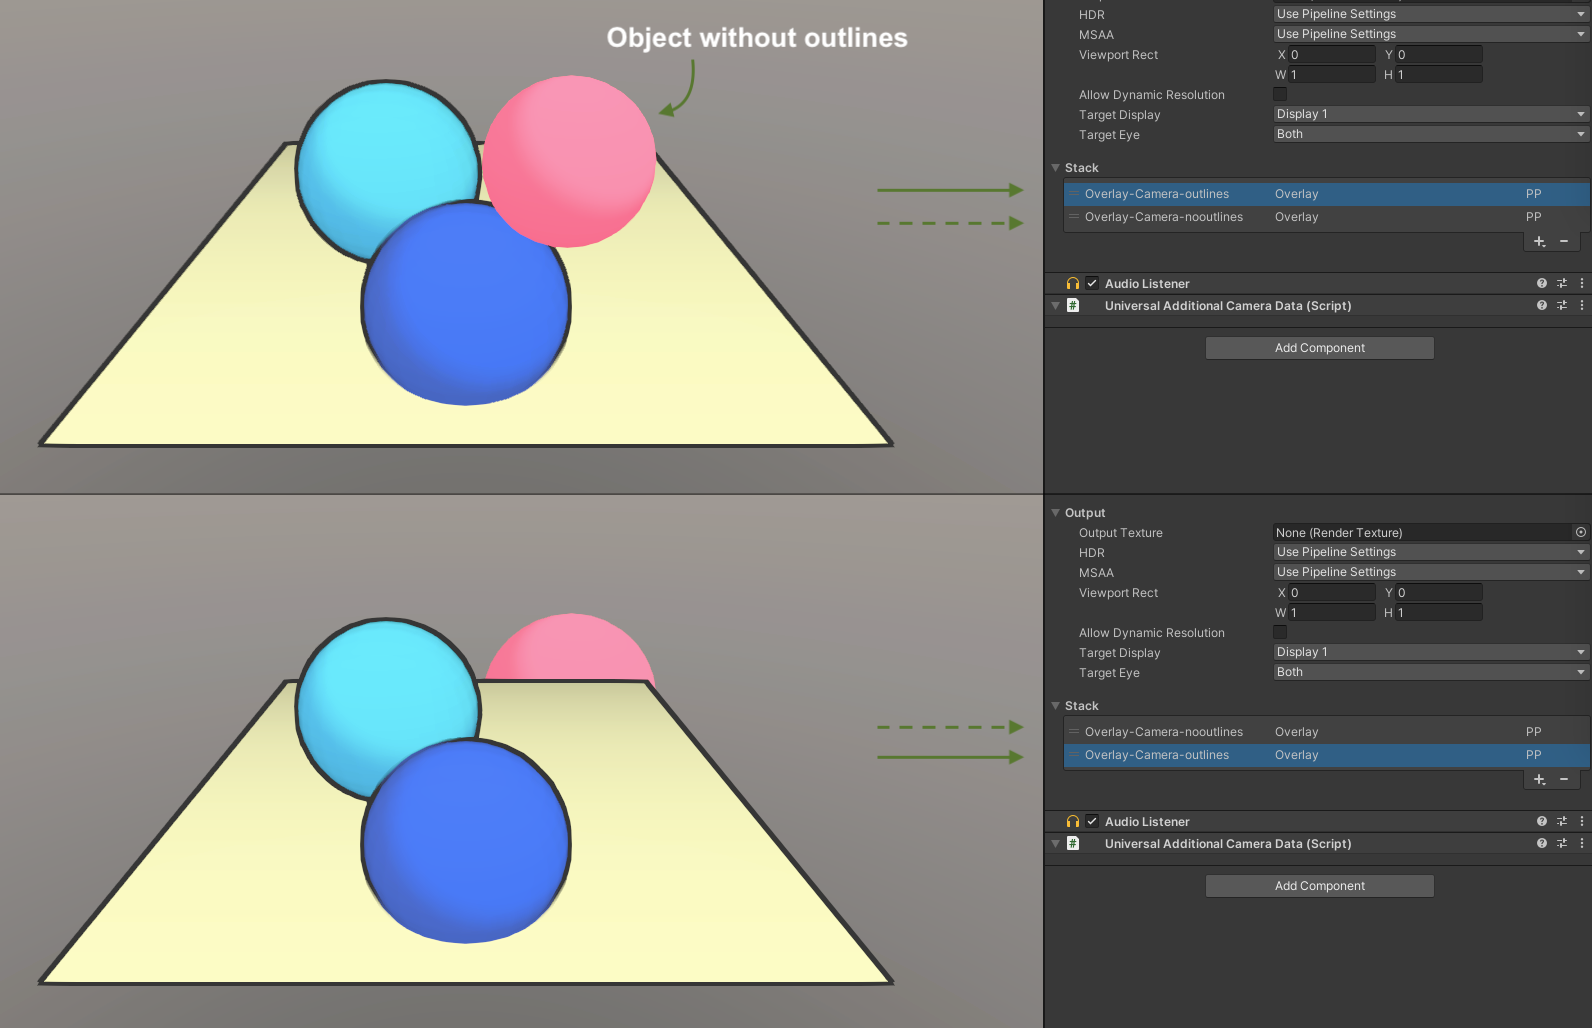 Object without outlines
HDR Use Pipeline Settings
MSAA Use Pipeline Settings
Viewport Rect X 0 Y 0
W 1 H 1
Allow Dynamic Resolution
Target Display Display 1
Target Eye Both
Stack
Overlay-Camera-outlines Overlay PP
Overlay-Camera-nooutlines Overlay PP
Audio Listener
# Universal Additional Camera Data (Script)
Add Component
Output
Output Texture None (Render Texture)
HDR Use Pipeline Settings
MSAA Use Pipeline Settings
Viewport Rect X 0 Y 0
W 1 H 1
Allow Dynamic Resolution
Target Display Display 1
Target Eye Both
Stack
Overlay-Camera-nooutlines Overlay PP
Overlay-Camera-outlines Overlay PP
Audio Listener
# Universal Additional Camera Data (Script)
Add Component